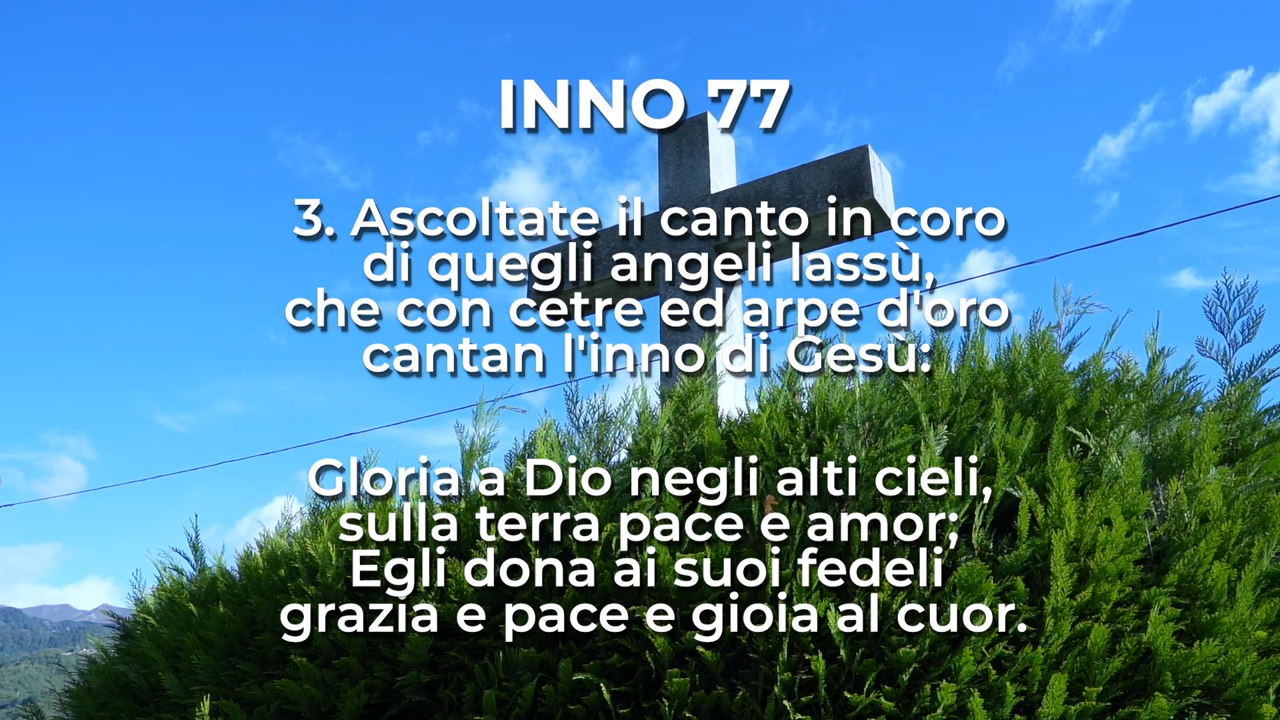 INNO 77
3. Ascoltate il canto in coro
di quegli angeli lassù,
che con cetre ed arpe d'oro
cantan l'inno di Gesù:
Gloria a Dio negli alti cieli,
sulla terra pace e amor;
Egli dona ai suoi fedeli
grazia e pace e gioia al cuor.